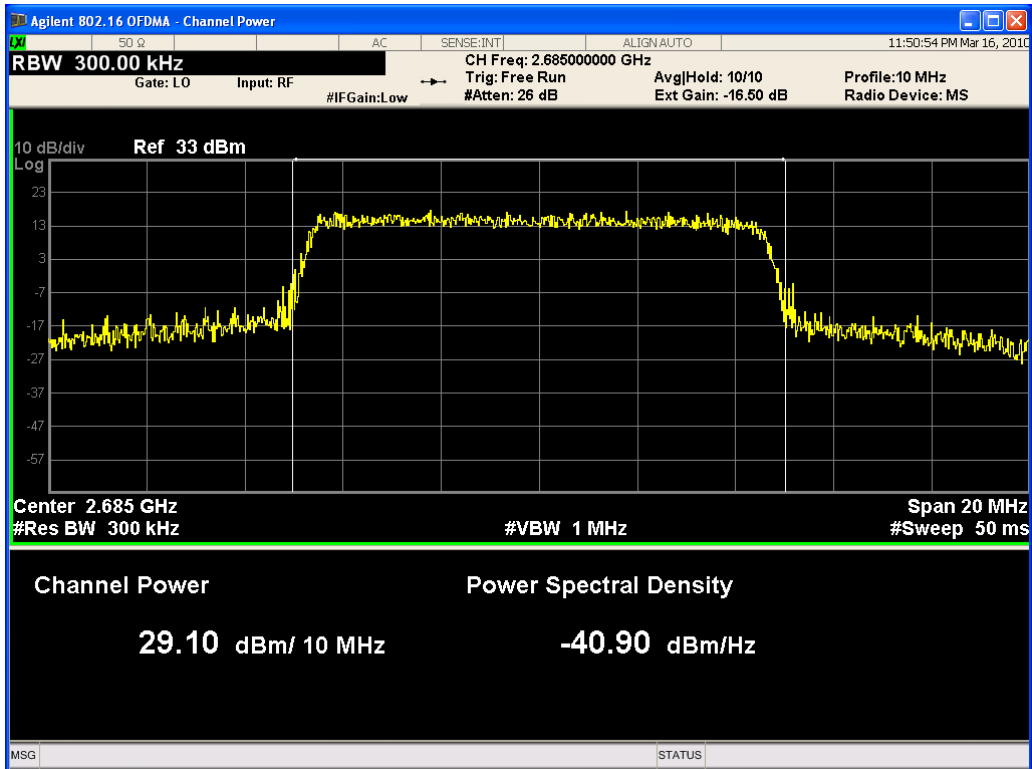 Agilent 802.16 OFDMA - Channel Power
LXI 50 Ω AC SENSE:INT ALIGN AUTO 11:50:54 PM Mar 16, 2010
RBW 300.00 kHz
Gate: LO Input: RF
#IFGain:Low
CH Freq: 2.685000000 GHz
Trig: Free Run
#Atten: 26 dB
Avg|Hold: 10/10
Ext Gain: -16.50 dB
Profile:10 MHz
Radio Device: MS
10 dB/div Ref 33 dBm
Log
23
13
3
-7
-17
-27
-37
-47
-57
Center 2.685 GHz Span 20 MHz
#Res BW 300 kHz #VBW 1 MHz #Sweep 50 ms
Channel Power Power Spectral Density
29.10 dBm/ 10 MHz -40.90 dBm/Hz
MSG STATUS